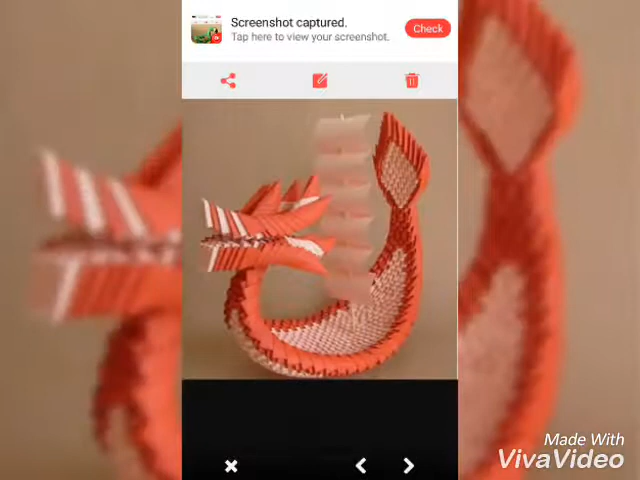 Screenshot captured.
Tap here to view your screenshot.
Check
Made With
VivaVideo